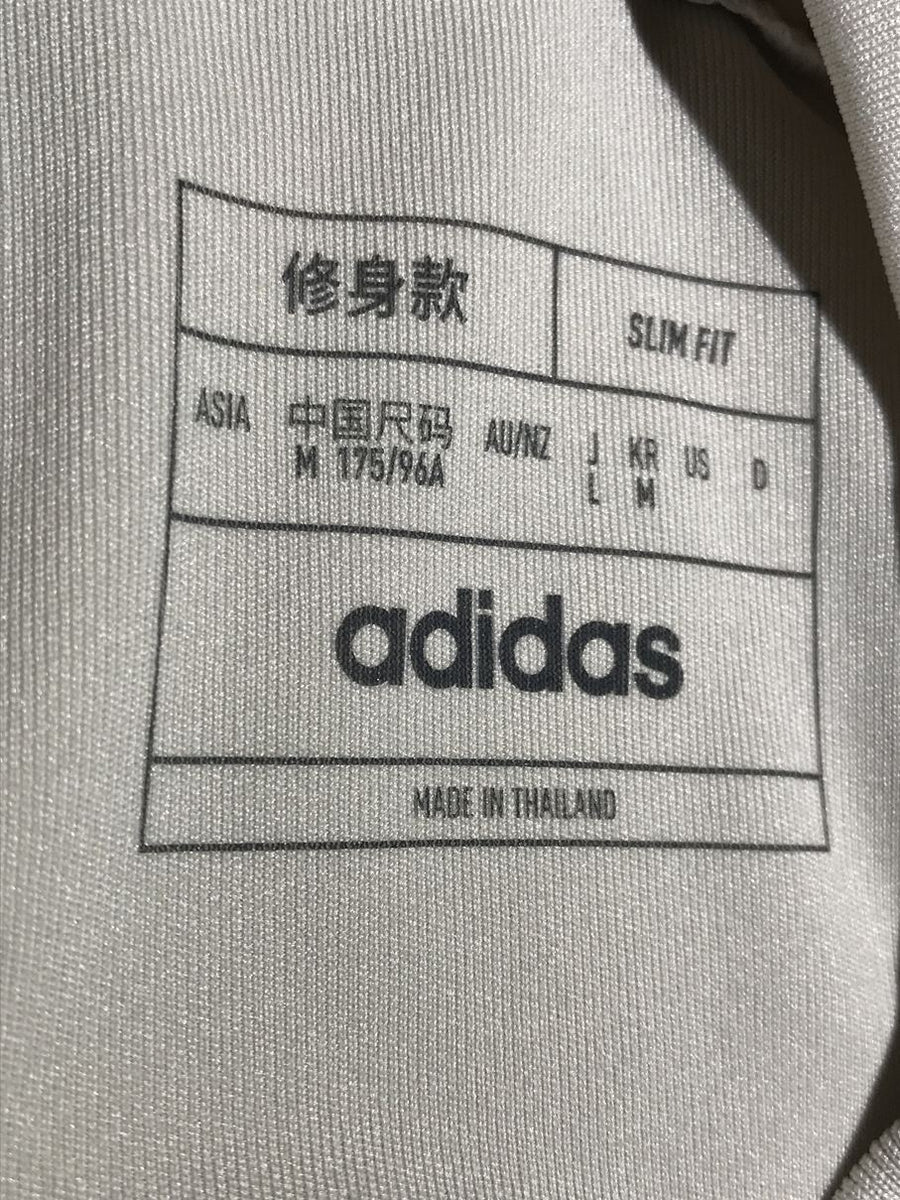 修身款 SLIM FIT
ASIA 中国尺码 AU/NZ J KR US D
M 175/96A L M
adidas
MADE IN THAILAND